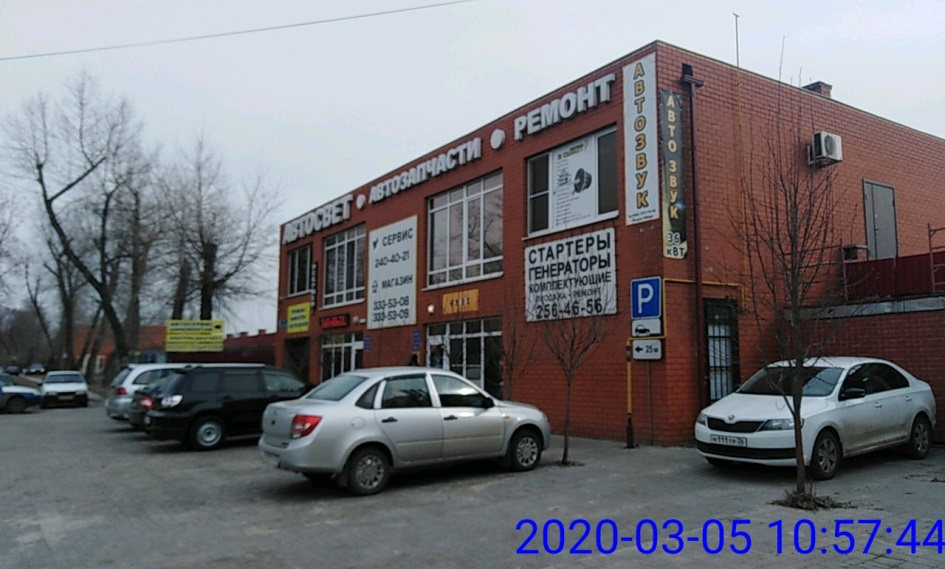 АВТОСВЕТ • АВТОЗАПЧАСТИ • РЕМОНТ
АВТОЗВУК
АВТО ЗВУК
36
кВт
СЕРВИС
240-40-21
МАГАЗИН
333-53-08
333-53-09
СТАРТЕРЫ
ГЕНЕРАТОРЫ
КОМПЛЕКТУЮЩИЕ
ПРОДАЖА - РЕМОНТ
256-46-56
P
25 м
АВТОСЕРВИС
2020-03-05 10:57:44